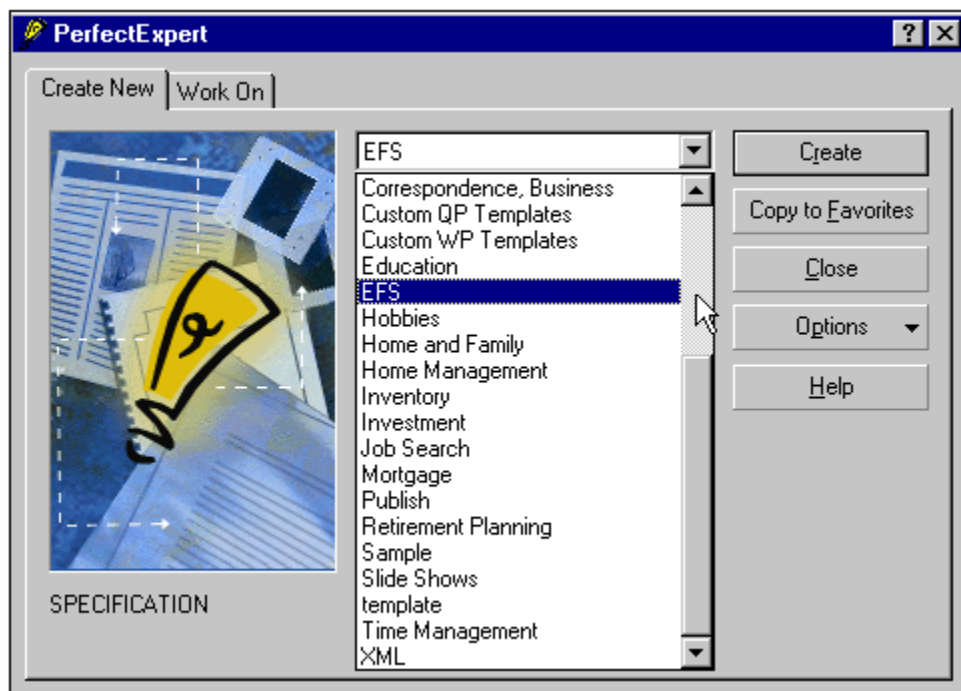 PerfectExpert
Create New
Work On
EFS
Correspondence, Business
Custom QP Templates
Custom WP Templates
Education
EFS
Hobbies
Home and Family
Home Management
Inventory
Investment
Job Search
Mortgage
Publish
Retirement Planning
Sample
Slide Shows
template
Time Management
XML
Create
Copy to Favorites
Close
Options
Help
SPECIFICATION